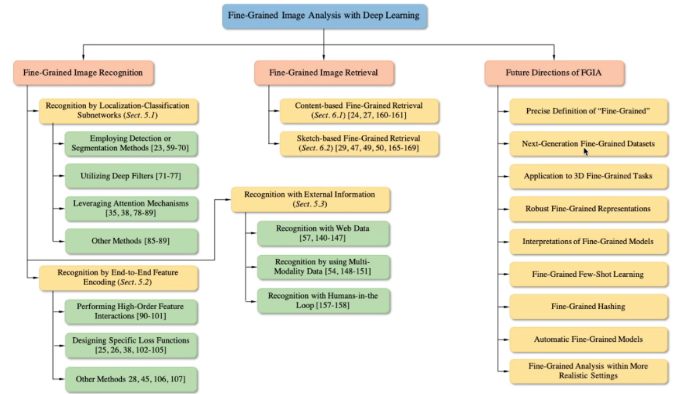 Fine-Grained Image Analysis with Deep Learning
Fine-Grained Image Recognition
Recognition by Localization-Classification
Subnetworks (Sect. 5.1)
Employing Detection or
Segmentation Methods [23, 59-70]
Utilizing Deep Filters [71-77]
Leveraging Attention Mechanisms
[35, 38, 78-89]
Other Methods [85-89]
Recognition by End-to-End Feature
Encoding (Sect. 5.2)
Performing High-Order Feature
Interactions [90-101]
Designing Specific Loss Functions
[25, 26, 38, 102-105]
Other Methods 28, 45, 106, 107]
Recognition with External Information
(Sect. 5.3)
Recognition with Web Data
[57, 140-147]
Recognition by using Multi-
Modality Data [54, 148-151]
Recognition with Humans-in-the
Loop [157-158]
Fine-Grained Image Retrieval
Content-based Fine-Grained Retrieval
(Sect. 6.1) [24, 27, 160-161]
Sketch-based Fine-Grained Retrieval
(Sect. 6.2) [29, 47, 49, 50, 165-169]
Future Directions of FGIA
Precise Definition of “Fine-Grained”
Next-Generation Fine-Grained Datasets
Application to 3D Fine-Grained Tasks
Robust Fine-Grained Representations
Interpretations of Fine-Grained Models
Fine-Grained Few-Shot Learning
Fine-Grained Hashing
Automatic Fine-Grained Models
Fine-Grained Analysis within More
Realistic Settings